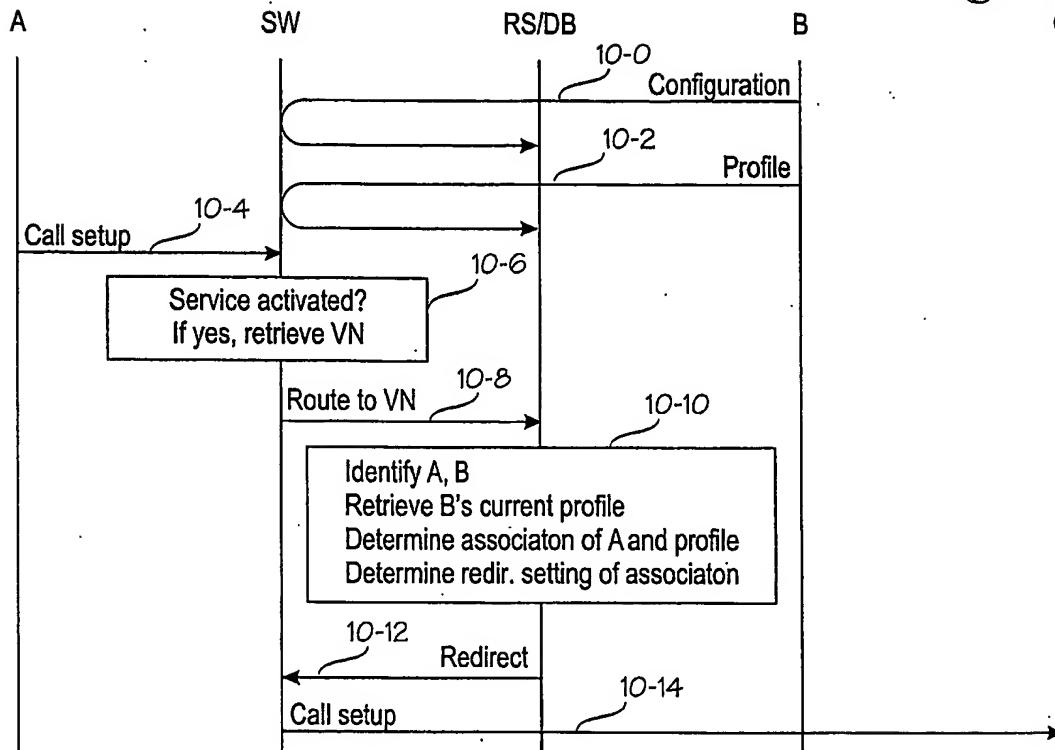 A SW RS/DB B
10-0
Configuration
10-2
Profile
10-4
Call setup
10-6
Service activated?
If yes, retrieve VN
10-8
Route to VN
10-10
Identify A, B
Retrieve B's current profile
Determine associaton of A and profile
Determine redir. setting of associaton
10-12
Redirect
10-14
Call setup